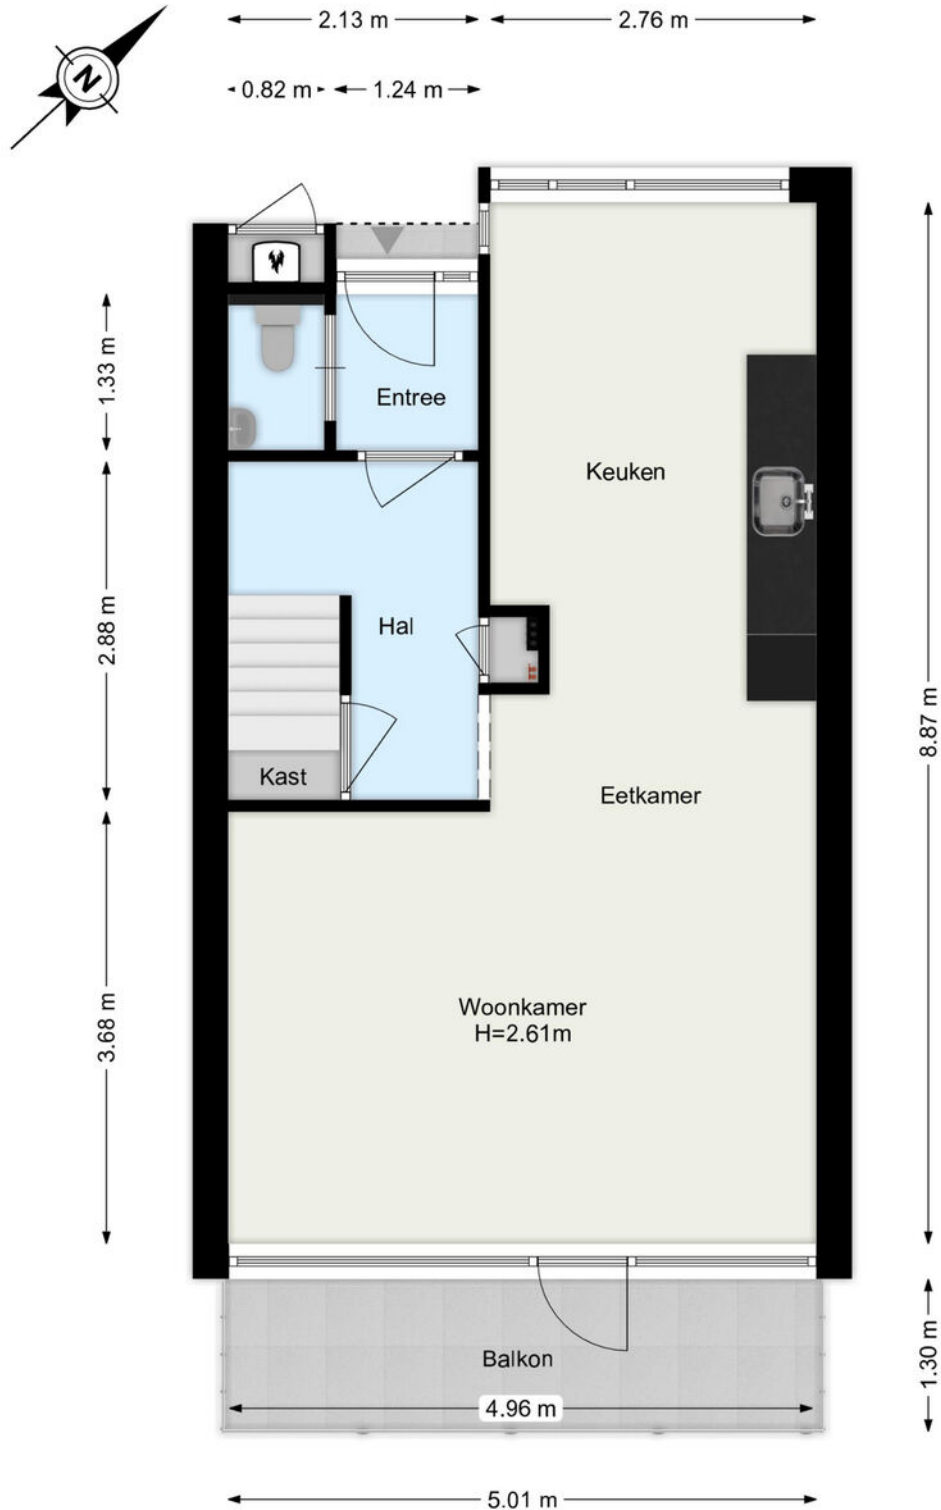 2.13 m
2.76 m
0.82 m
1.24 m
N
1.33 m
Entree
Keuken
2.88 m
Hal
8.87 m
Kast
Eetkamer
3.68 m
Woonkamer
H=2.61m
Balkon
1.30 m
4.96 m
5.01 m